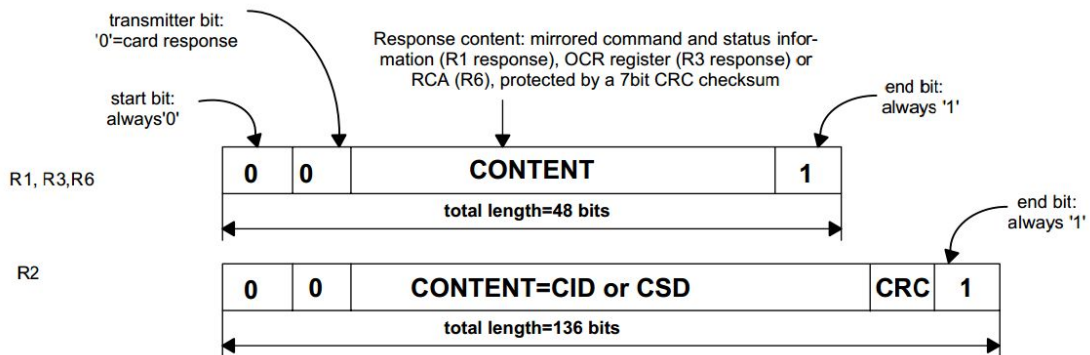 transmitter bit:
'0'=card response
Response content: mirrored command and status infor-
mation (R1 response), OCR register (R3 response) or
RCA (R6), protected by a 7bit CRC checksum
start bit:
always'0'
end bit:
always '1'
R1, R3,R6
0 0 CONTENT 1
total length=48 bits
end bit:
always '1'
R2
0 0 CONTENT=CID or CSD CRC 1
total length=136 bits